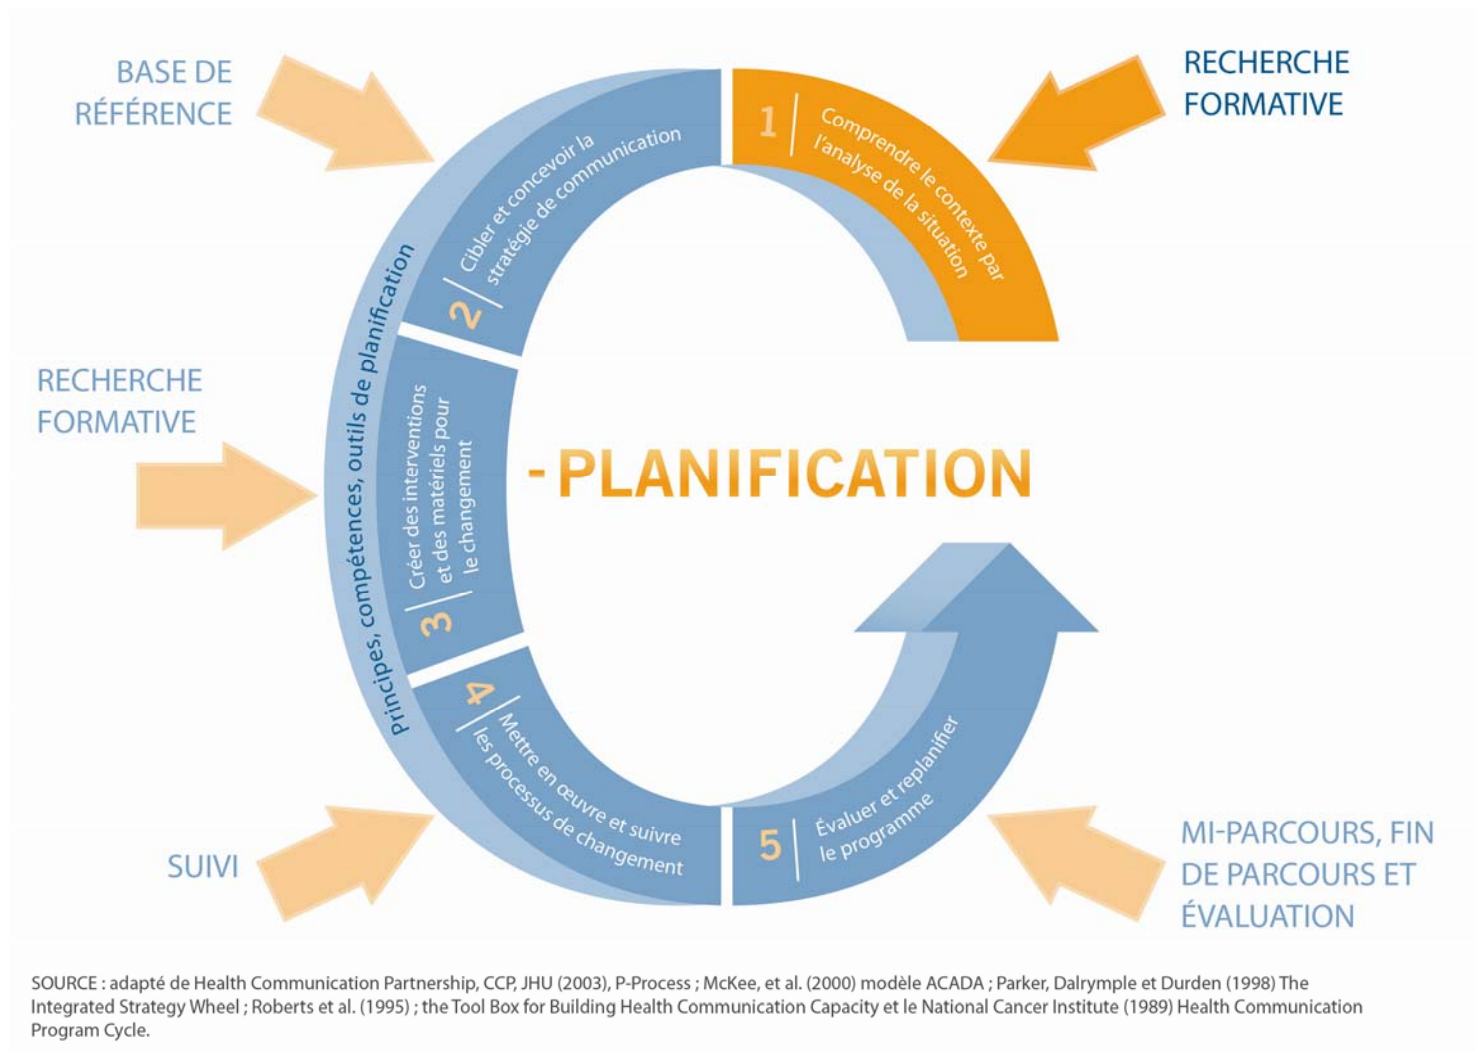 BASE DE
RÉFÉRENCE
RECHERCHE
FORMATIVE
1
Comprendre le contexte par
l'analyse de la situation
2
Cibler et concevoir la
stratégie de communication
Principes, compétences, outils de planification
RECHERCHE
FORMATIVE
3
Créer des interventions
et des matériels pour
le changement
-PLANIFICATION
4
Mettre en œuvre et suivre
les processus de changement
5
Évaluer et replanifier
le programme
SUIVI
MI-PARCOURS, FIN
DE PARCOURS ET
ÉVALUATION
SOURCE : adapté de Health Communication Partnership, CCP, JHU (2003), P-Process ; McKee, et al. (2000) modèle ACADA ; Parker, Dalrymple et Durden (1998) The
Integrated Strategy Wheel ; Roberts et al. (1995) ; the Tool Box for Building Health Communication Capacity et le National Cancer Institute (1989) Health Communication
Program Cycle.